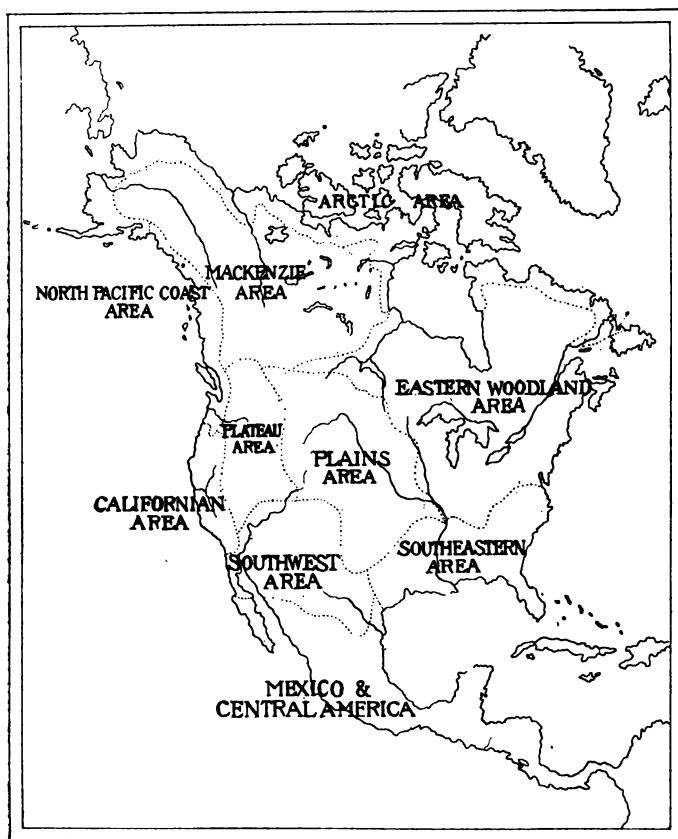 ARCTIC AREA
MACKENZIE
AREA
NORTH PACIFIC COAST
AREA
EASTERN WOODLAND
AREA
PLATEAU
AREA
PLAINS
AREA
CALIFORNIAN
AREA
SOUTHWEST
AREA
SOUTHEASTERN
AREA
MEXICO &
CENTRAL AMERICA